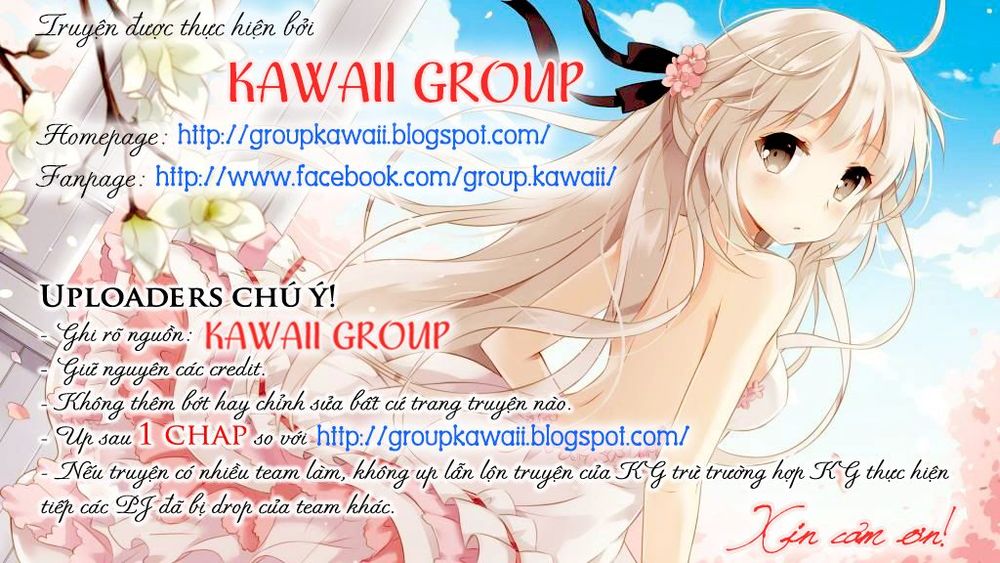 Truyện được thực hiện bởi
KAWAII GROUP
Homepage: http://groupkawaii.blogspot.com/
Fanpage: http://www.facebook.com/group.kawaii/
UPLOADERS CHÚ Ý!
- Ghi rõ nguồn: KAWAII GROUP
- Giữ nguyên các credit.
- Không thêm bớt hay chỉnh sửa bất cứ trang truyện nào.
- Up sau 1 CHAP so với http://groupkawaii.blogspot.com/
- Nếu truyện có nhiều team làm, không up lẫn lộn truyện của KG trừ trường hợp KG thực hiện
tiếp các PJ đã bị drop của team khác.
Xin cảm ơn!